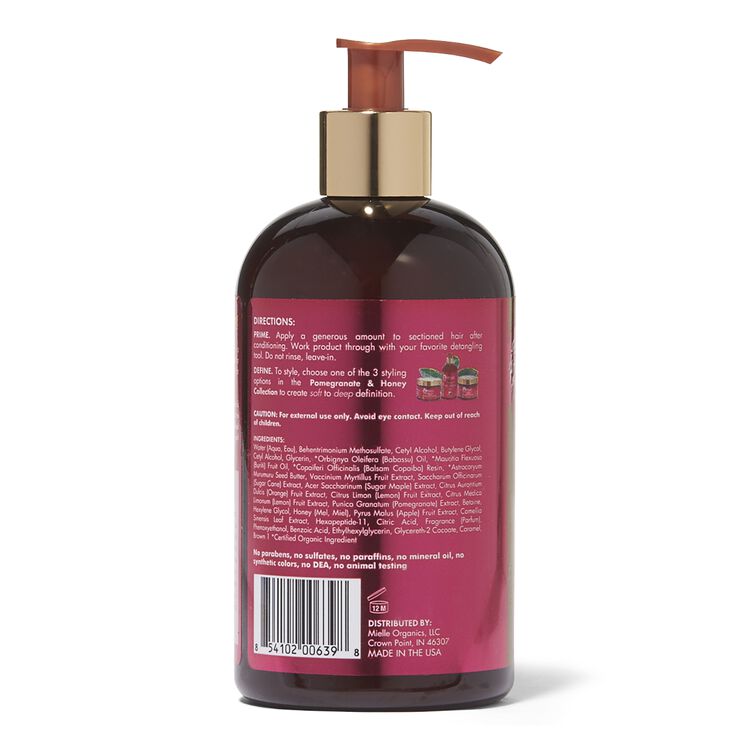 DIRECTIONS:
PRIME. Apply a generous amount to sectioned hair after
conditioning. Work product through with your favorite detangling
tool. Do not rinse, leave-in.
DEFINE. To style, choose one of the 3 styling
options in the Pomegranate & Honey
Collection to create soft to deep definition.
CAUTION: For external use only. Avoid eye contact. Keep out of reach
of children.
INGREDIENTS:
Water (Aqua, Eau), Behentrimonium Methosulfate, Cetyl Alcohol, Butylene Glycol,
Cetyl Alcohol, Glycerin, *Orbignya Oleifera (Babassu) Oil, *Mauritia Flexuosa
(Buriti) Fruit Oil, *Copaiferi Officinalis (Balsam Copaiba) Resin, *Astrocaryum
Murumuru Seed Butter, Vaccinium Myrtillus Fruit Extract, Saccharum Officinarum
(Sugar Cane) Extract, Acer Saccharinum (Sugar Maple) Extract, Citrus Aurantium
Dulcis (Orange) Fruit Extract, Citrus Limon (Lemon) Fruit Extract, Citrus Medica
Limonum (Lemon) Fruit Extract, Punica Granatum (Pomegranate) Extract, Betaine,
Hexylene Glycol, Honey (Mel, Miel), Pyrus Malus (Apple) Fruit Extract, Camellia
Sinensis Leaf Extract, Hexapeptide-11, Citric Acid, Fragrance (Parfum),
Phenoxyethanol, Benzoic Acid, Ethylhexylglycerin, Glycereth-2 Cocoate, Caramel,
Brown 1 *Certified Organic Ingredient
No parabens, no sulfates, no paraffins, no mineral oil, no
synthetic colors, no DEA, no animal testing
12 M
DISTRIBUTED BY:
Mielle Organics, LLC
Crown Point, IN 46307
MADE IN THE USA
8 54102 00639 8